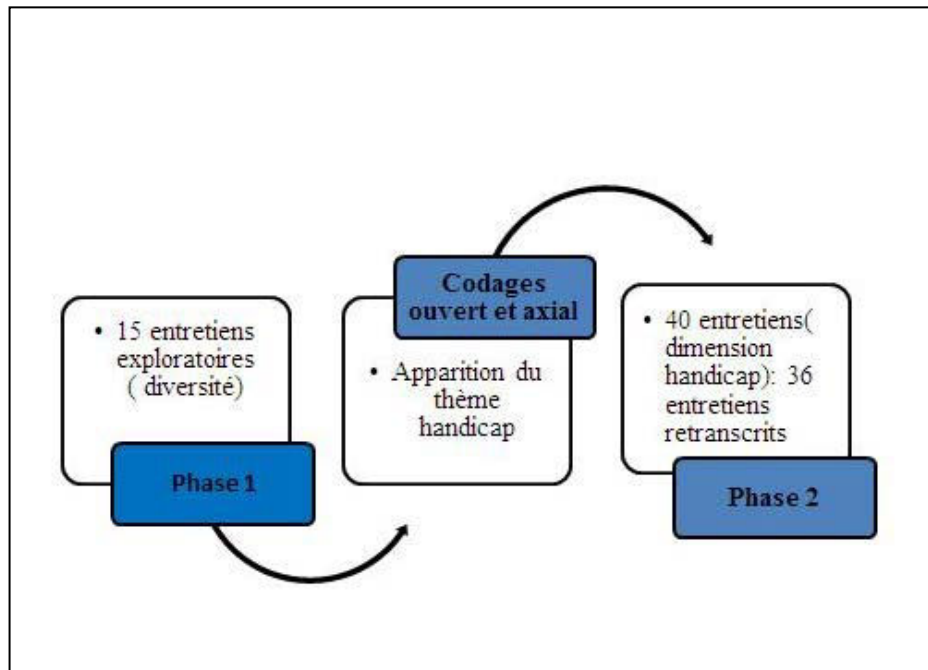 • 15 entretiens
exploratoires
( diversité)
Phase 1
Codages
ouvert et axial
• Apparition du
thème
handicap
• 40 entretiens(
dimension
handicap): 36
entretiens
retranscrits
Phase 2